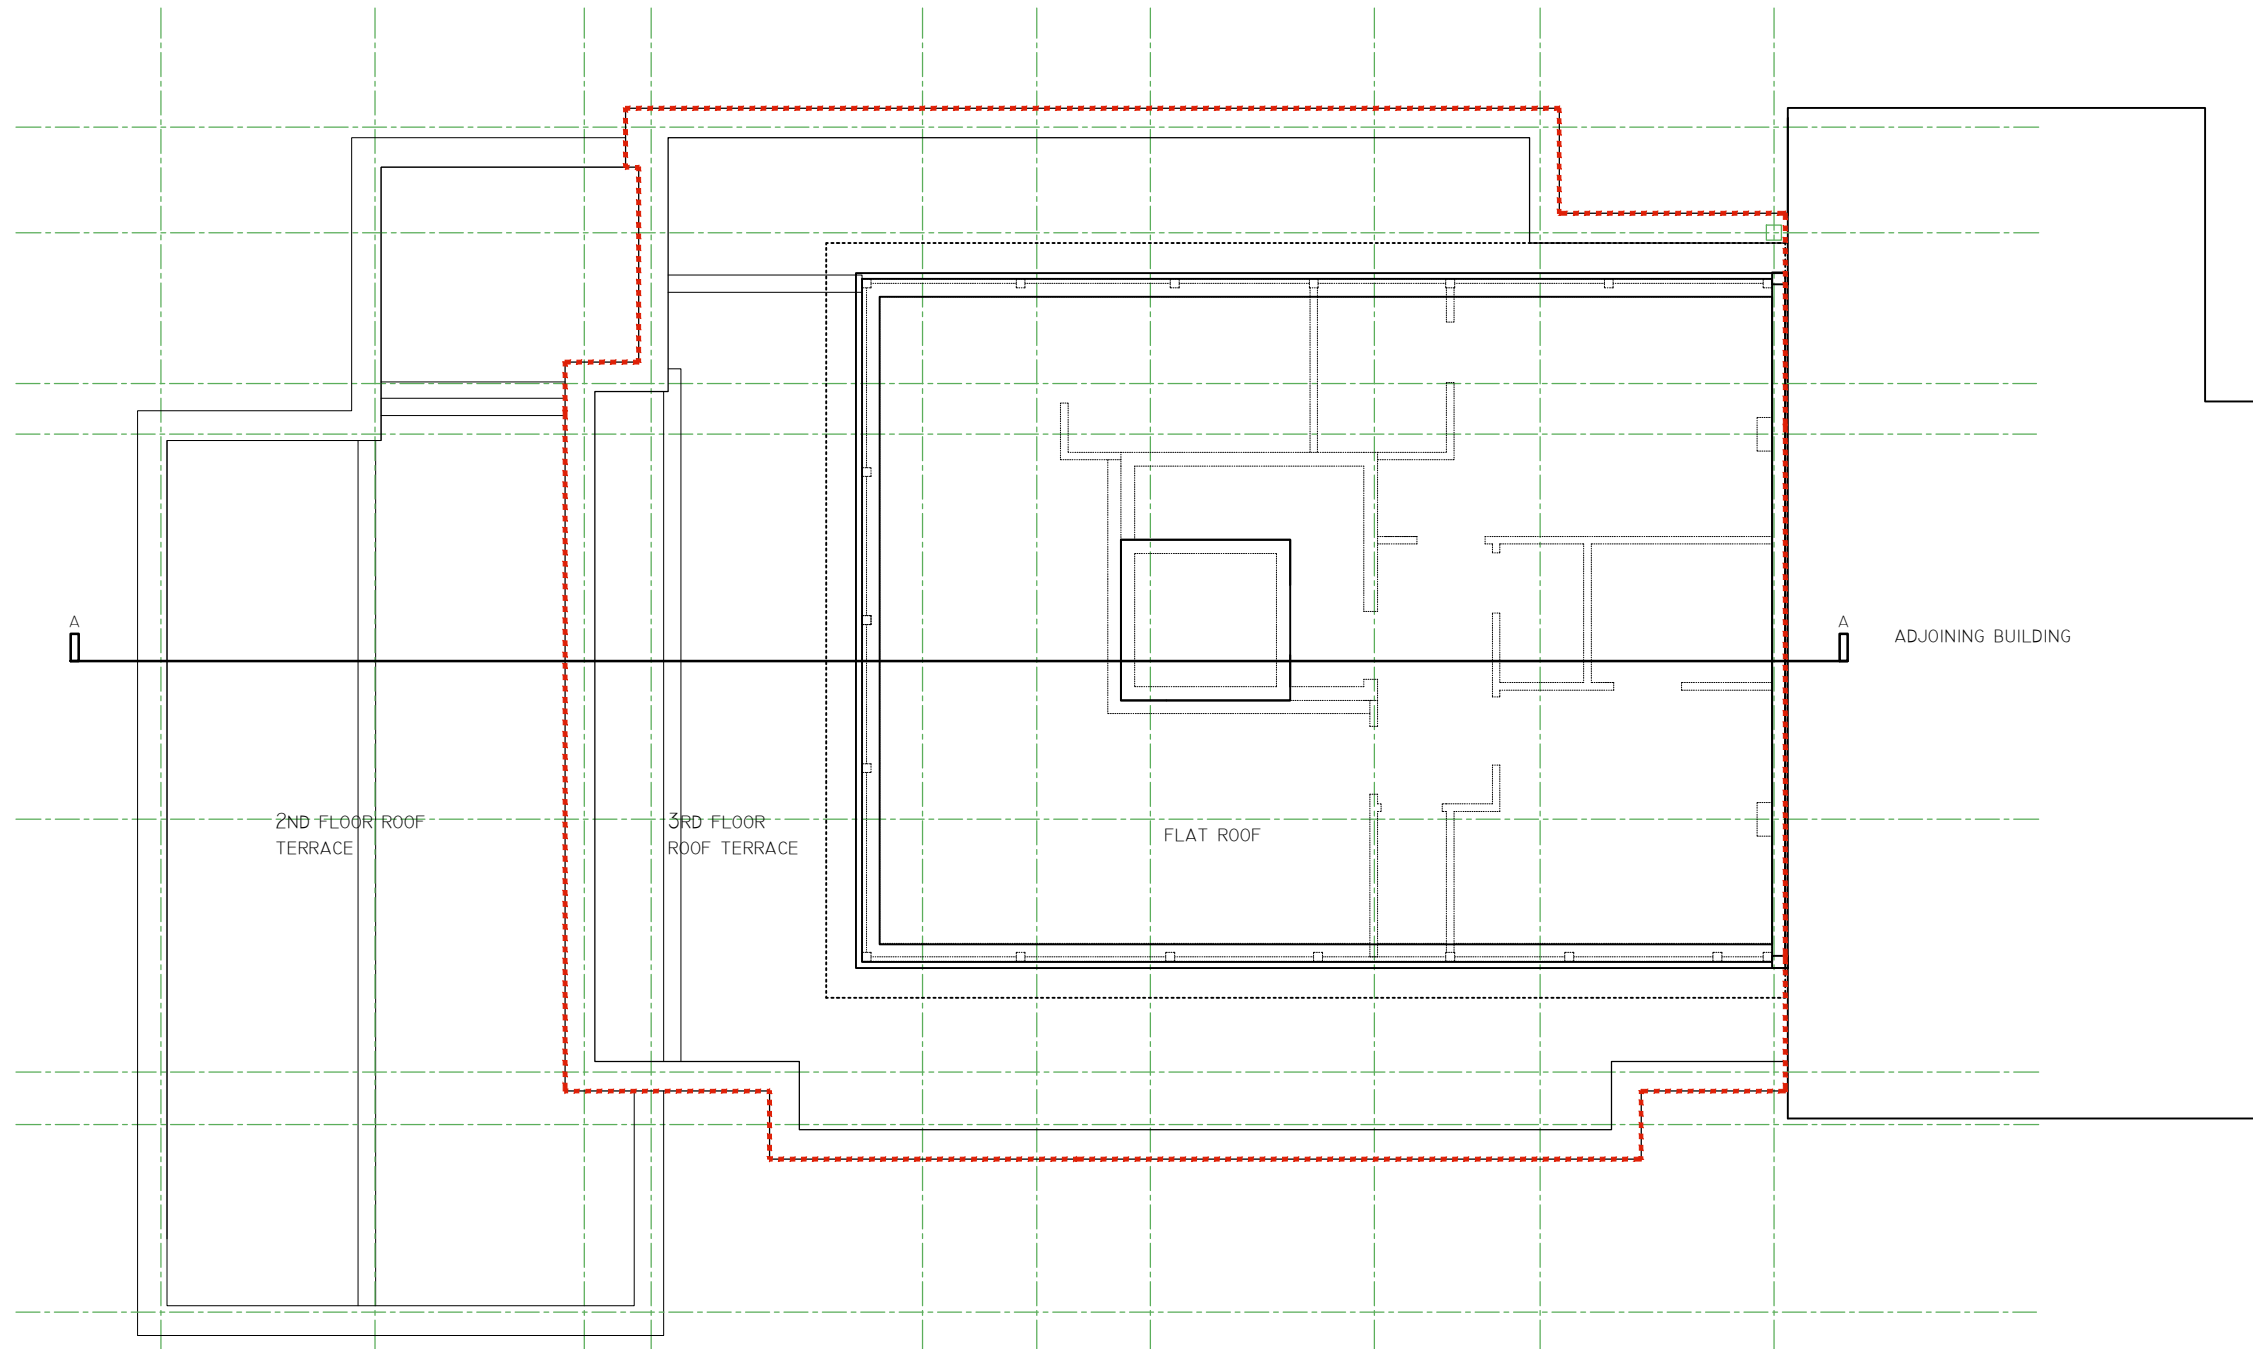 A
A
ADJOINING BUILDING
2ND FLOOR ROOF
TERRACE
3RD FLOOR
ROOF TERRACE
FLAT ROOF